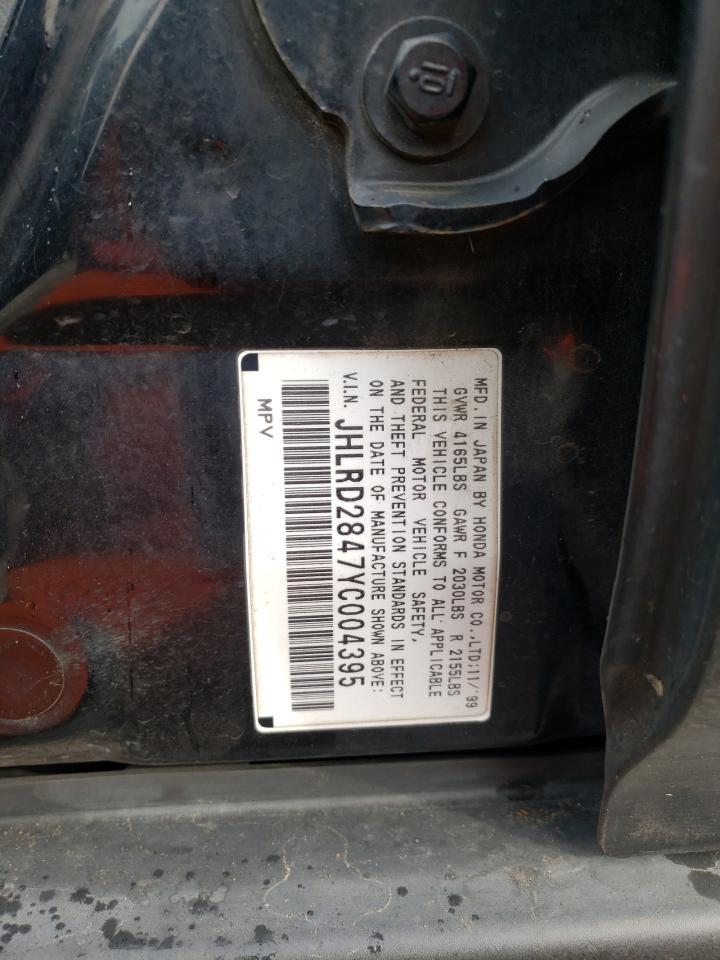 MFD. IN JAPAN BY HONDA MOTOR CO.,LTD;11/'99
GVWR 4165LBS GAWR F 2030LBS R 2155LBS
THIS VEHICLE CONFORMS TO ALL APPLICABLE
FEDERAL MOTOR VEHICLE SAFETY,
AND THEFT PREVENTION STANDARDS IN EFFECT
ON THE DATE OF MANUFACTURE SHOWN ABOVE:
V.I.N. JHLRD2847YC004395
MPV